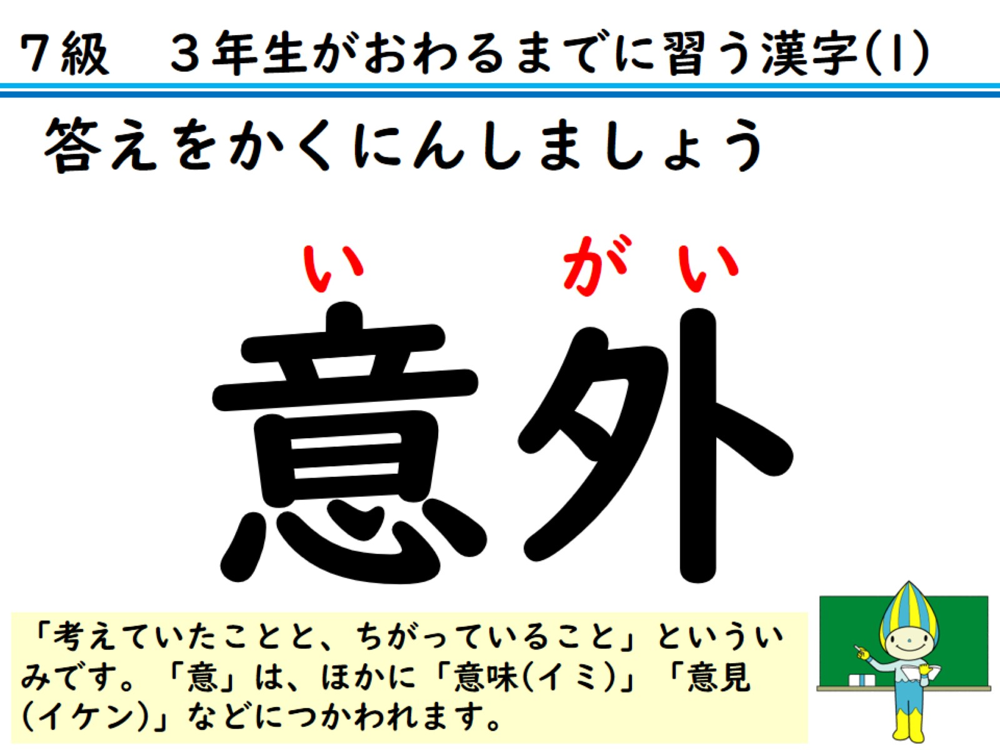 ７級　３年生がおわるまでに習う漢字(1)
答えをかくにんしましょう
い　がい
意外
「考えていたことと、ちがっていること」というい
みです。「意」は、ほかに「意味(イミ)」「意見
(イケン)」などにつかわれます。